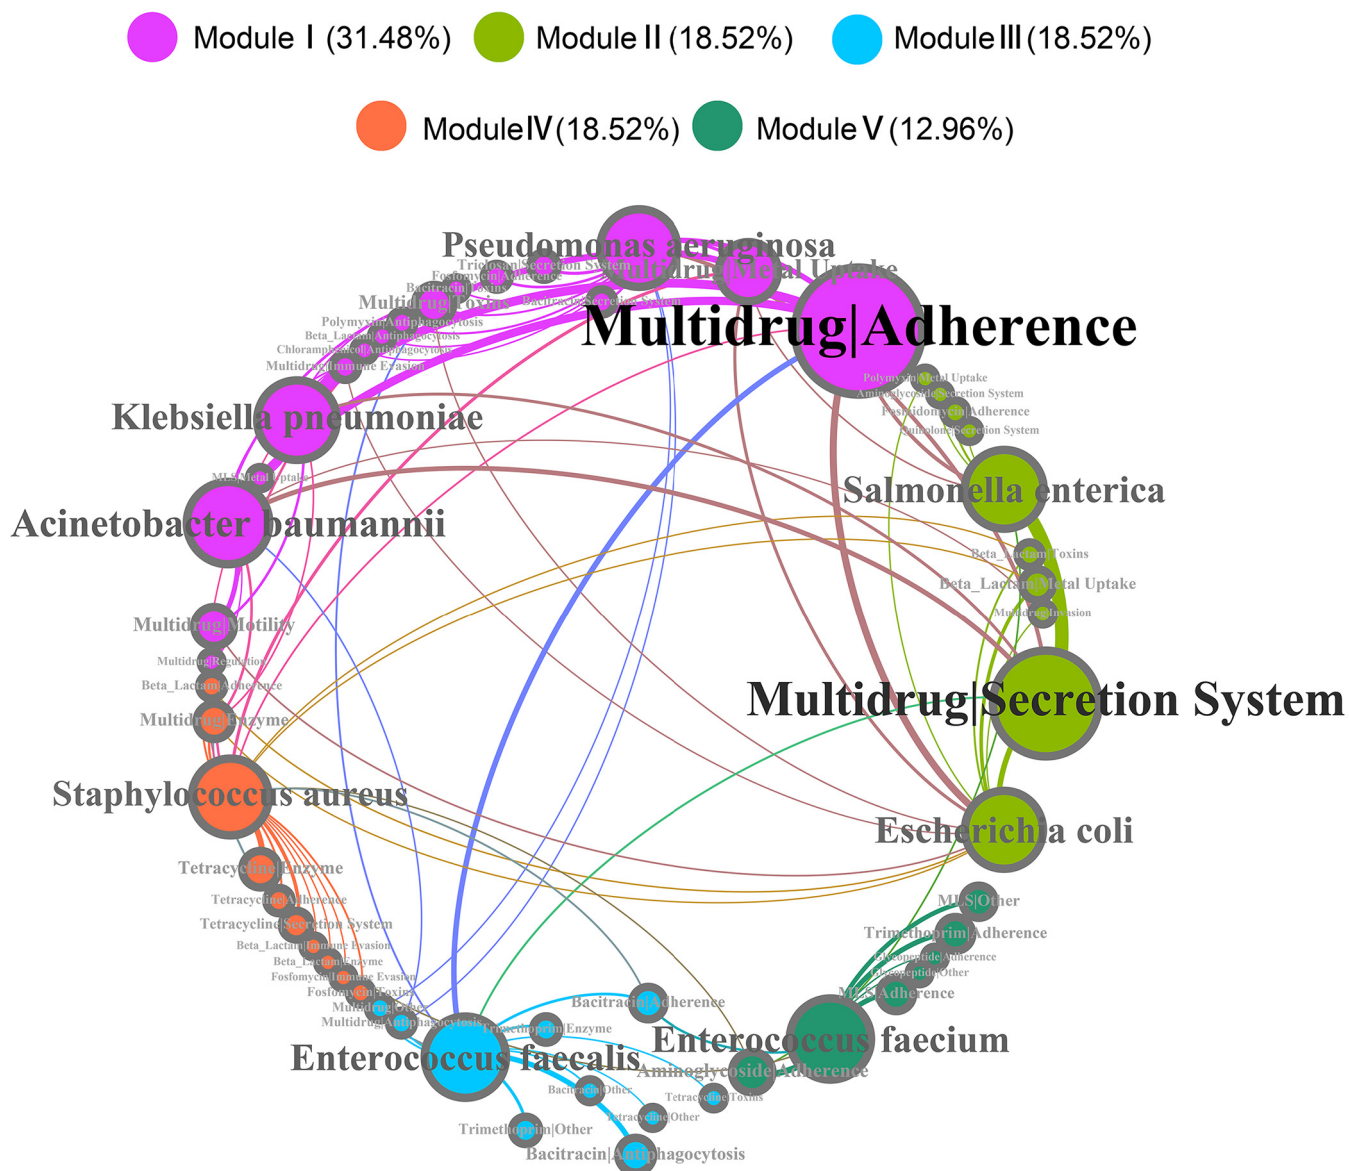 Module Ⅰ (31.48%) Module Ⅱ (18.52%) Module Ⅲ (18.52%)
Module Ⅳ (18.52%) Module Ⅴ (12.96%)
Pseudomonas aeruginosa
Triclosan|Secretion System
Multidrug|Metal Uptake
Fosfomycin|Adherence
Bacitracin|Toxins
Multidrug|Toxins
Bacitracin|Secretion System
Polymyxin|Antiphagocytosis
Multidrug|Adherence
Beta_Lactam|Antiphagocytosis
Chloramphenicol|Antiphagocytosis
Multidrug|Immune Evasion
Polymyxin|Metal Uptake
Aminoglycoside|Secretion System
Fosmidomycin|Adherence
Klebsiella pneumoniae
Quinolone|Secretion System
MLS|Metal Uptake
Salmonella enterica
Acinetobacter baumannii
Beta_Lactam|Toxins
Beta_Lactam|Metal Uptake
Multidrug|Invasion
Multidrug|Motility
Multidrug|Regulation
Beta_Lactam|Adherence
Multidrug|Secretion System
Multidrug|Enzyme
Staphylococcus aureus
Escherichia coli
Tetracycline|Enzyme
Tetracycline|Adherence
MLS|Other
Tetracycline|Secretion System
Trimethoprim|Adherence
Beta_Lactam|Immune Evasion
Glycopeptide|Adherence
Beta_Lactam|Enzyme
Glycopeptide|Other
Fosfomycin|Immune Evasion
Fosfomycin|Toxins
MLS|Adherence
Bacitracin|Adherence
Multidrug|Other
Multidrug|Antiphagocytosis
Trimethoprim|Enzyme
Enterococcus faecium
Enterococcus faecalis
Aminoglycoside|Adherence
Bacitracin|Other
Tetracycline|Toxins
Tetracycline|Other
Trimethoprim|Other
Bacitracin|Antiphagocytosis